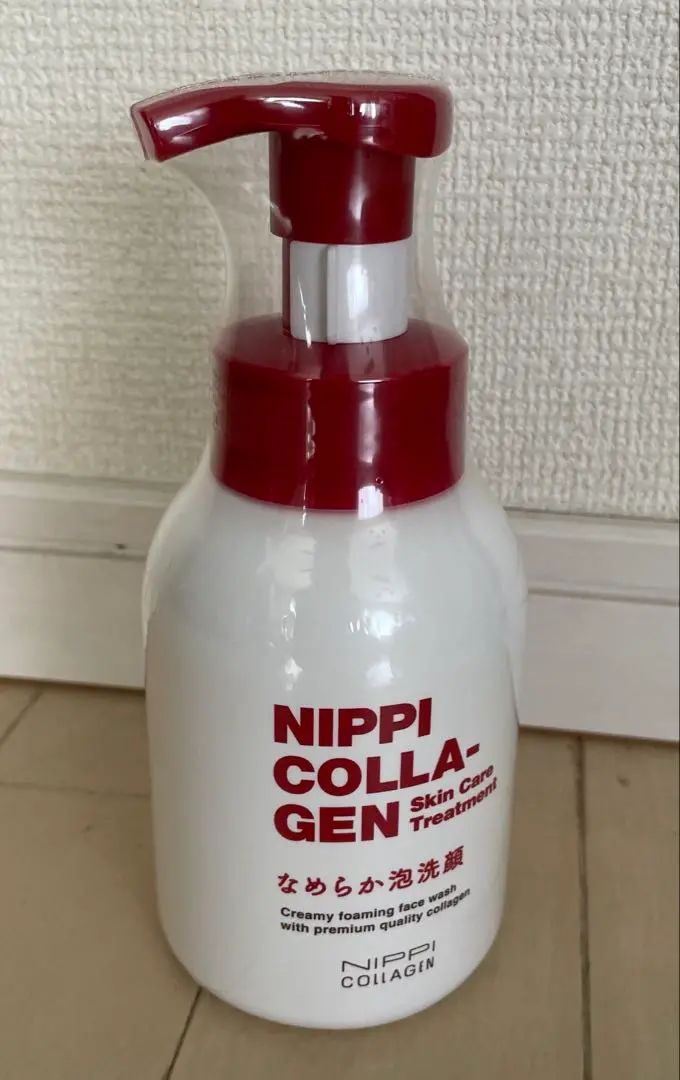 NIPPI
COLLA-
GEN Skin Care
Treatment
なめらか泡洗顔
Creamy foaming face wash
with premium quality collagen
NIPPI
COLLAGEN